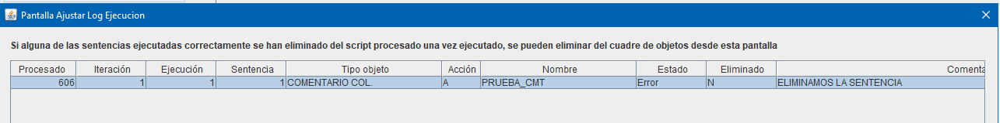 Pantalla Ajustar Log Ejecucion
Si alguna de las sentencias ejecutadas correctamente se han eliminado del script procesado una vez ejecutado, se pueden eliminar del cuadre de objetos desde esta pantalla
Procesado Iteración Ejecución Sentencia Tipo objeto Acción Nombre Estado Eliminado Comenta
606 1 1 1 COMENTARIO COL. A PRUEBA_CMT Error N ELIMINAMOS LA SENTENCIA